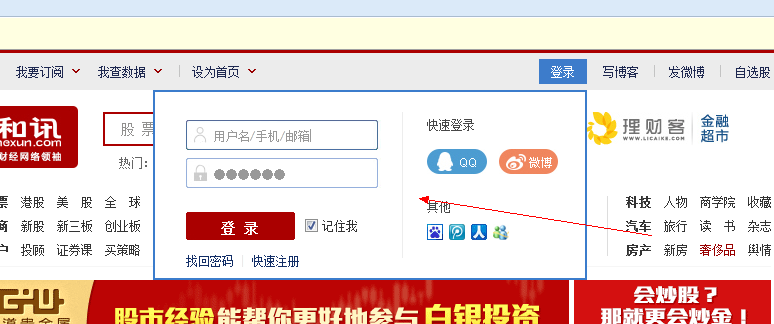 我要订阅 我查数据 设为首页 登录 写博客 发微博 自选股
和讯 股票 用户名/手机/邮箱 快速登录 理财客 金融
hexun.com WWW.LICAIKE.COM 超市
财经网络领袖 热门: QQ 微博
票 港股 美 股 全 球 其他 科技 人物 商学院 收藏
商 新股 新三板 创业板 登 录 记住我 汽车 旅行 读 书 杂志
户 投顾 证券课 买策略 找回密码 快速注册 房产 新房 奢侈品 舆情
道贵金属 股市经验能帮你更好地参与白银投资 会炒股?
那就更会炒金!